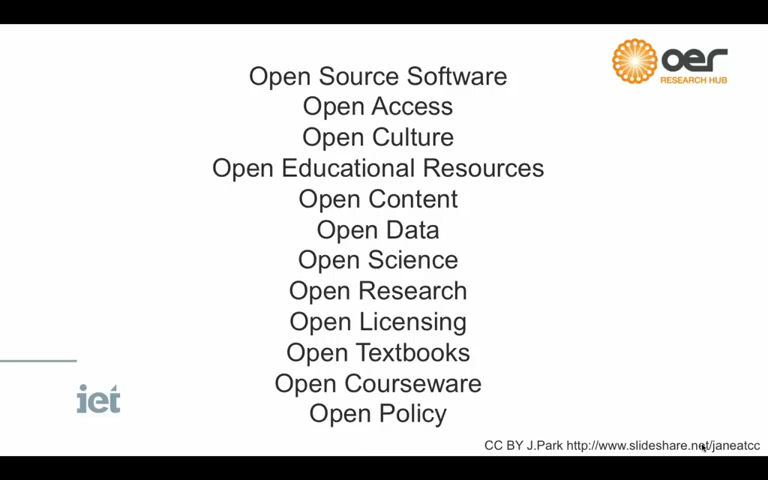 Open Source Software
Open Access
Open Culture
Open Educational Resources
Open Content
Open Data
Open Science
Open Research
Open Licensing
Open Textbooks
Open Courseware
Open Policy
oer
RESEARCH HUB
iet
CC BY J.Park http://www.slideshare.net/janeatcc